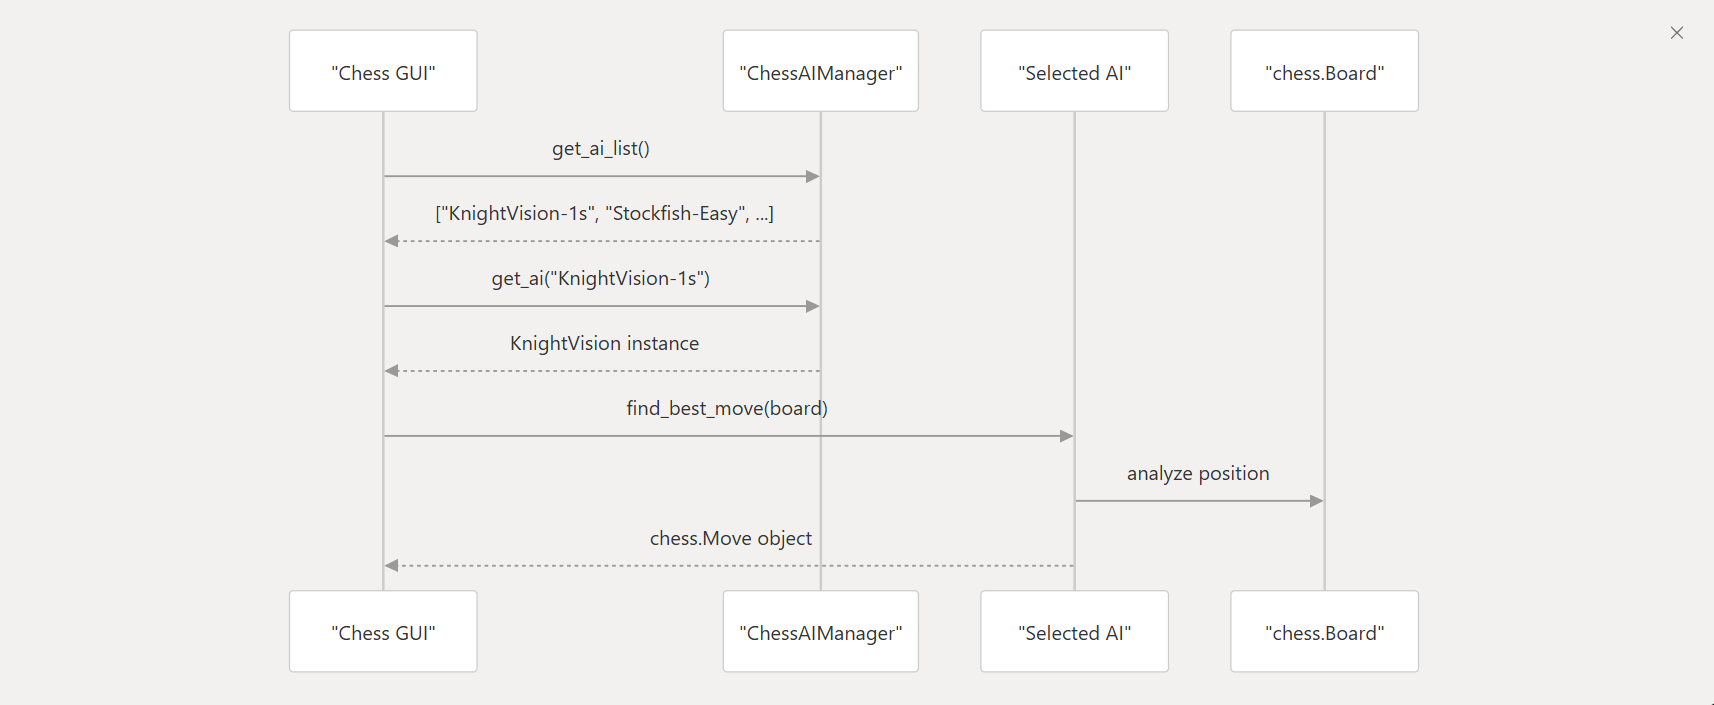 "Chess GUI"
"ChessAIManager"
"Selected AI"
"chess.Board"
get_ai_list()
["KnightVision-1s", "Stockfish-Easy", ...]
get_ai("KnightVision-1s")
KnightVision instance
find_best_move(board)
analyze position
chess.Move object
"Chess GUI"
"ChessAIManager"
"Selected AI"
"chess.Board"